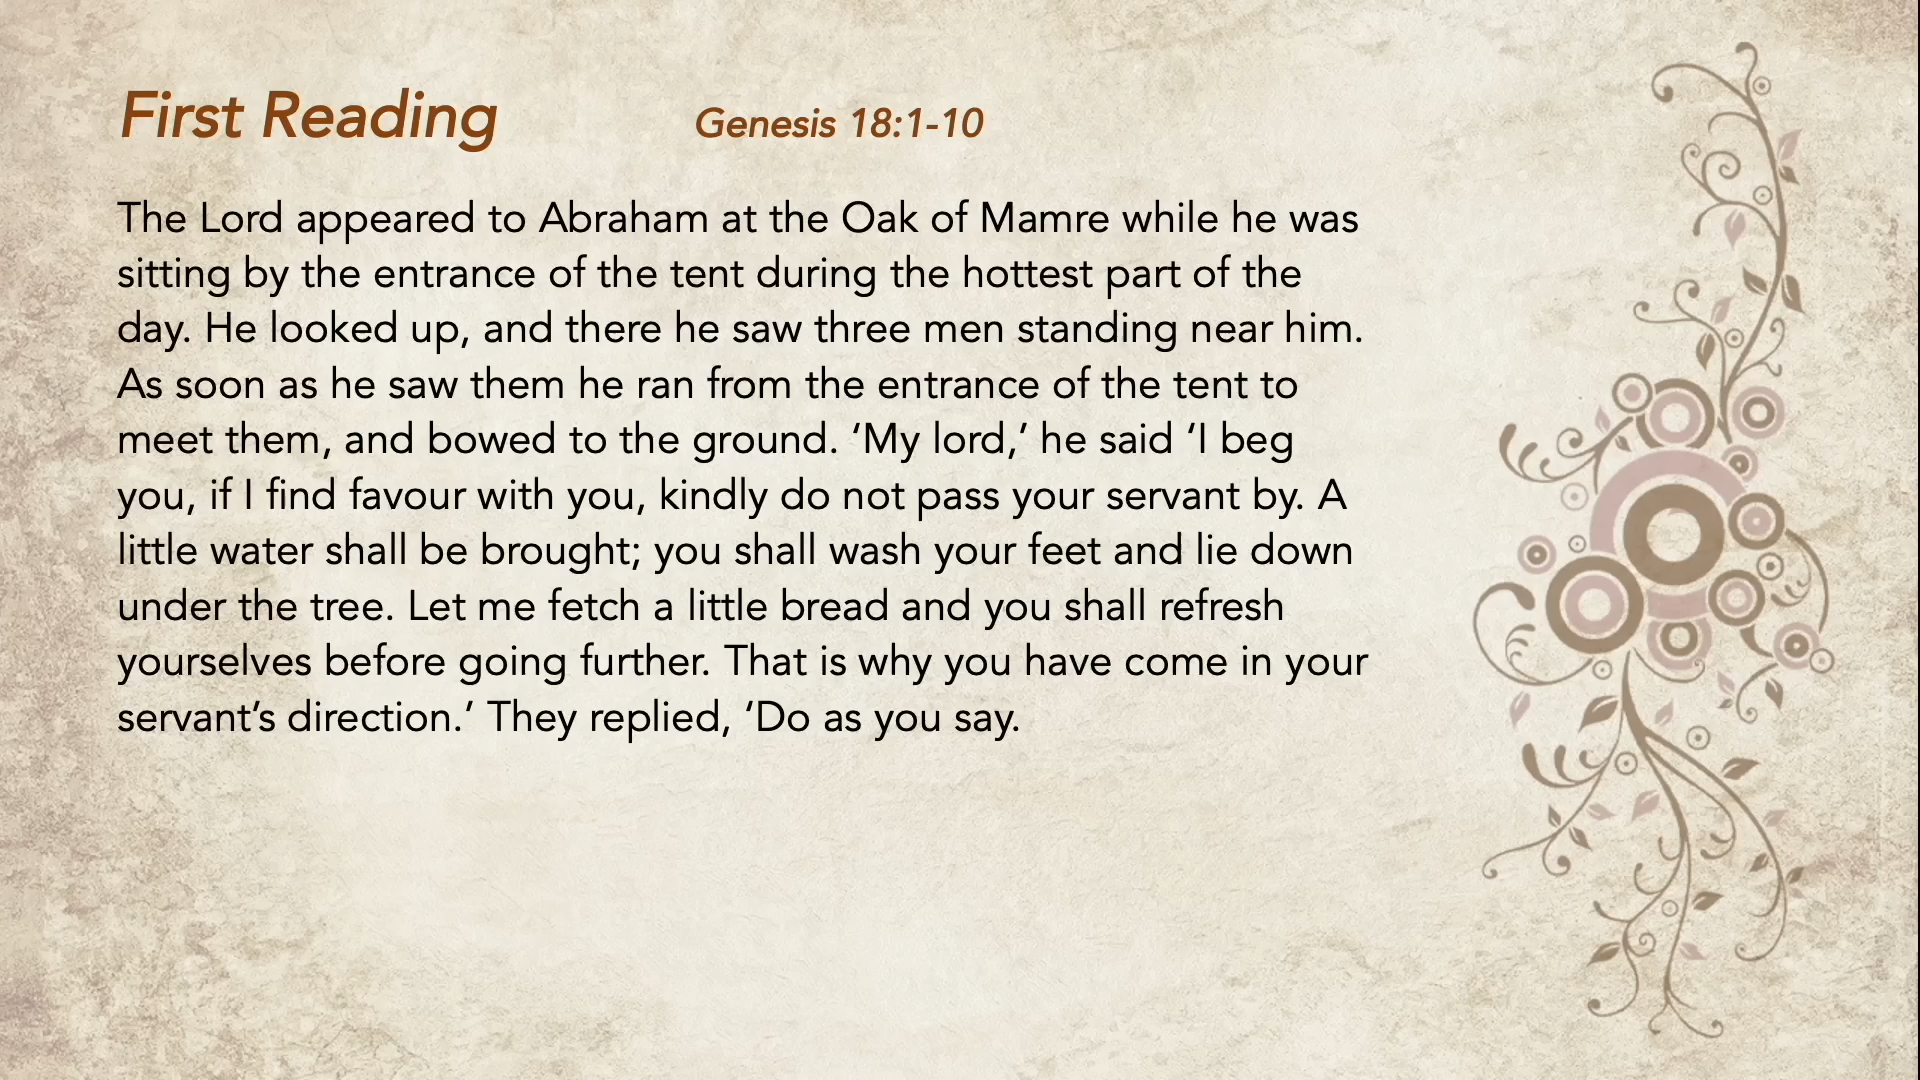 First Reading Genesis 18:1-10
The Lord appeared to Abraham at the Oak of Mamre while he was
sitting by the entrance of the tent during the hottest part of the
day. He looked up, and there he saw three men standing near him.
As soon as he saw them he ran from the entrance of the tent to
meet them, and bowed to the ground. ‘My lord,’ he said ‘I beg
you, if I find favour with you, kindly do not pass your servant by. A
little water shall be brought; you shall wash your feet and lie down
under the tree. Let me fetch a little bread and you shall refresh
yourselves before going further. That is why you have come in your
servant’s direction.’ They replied, ‘Do as you say.